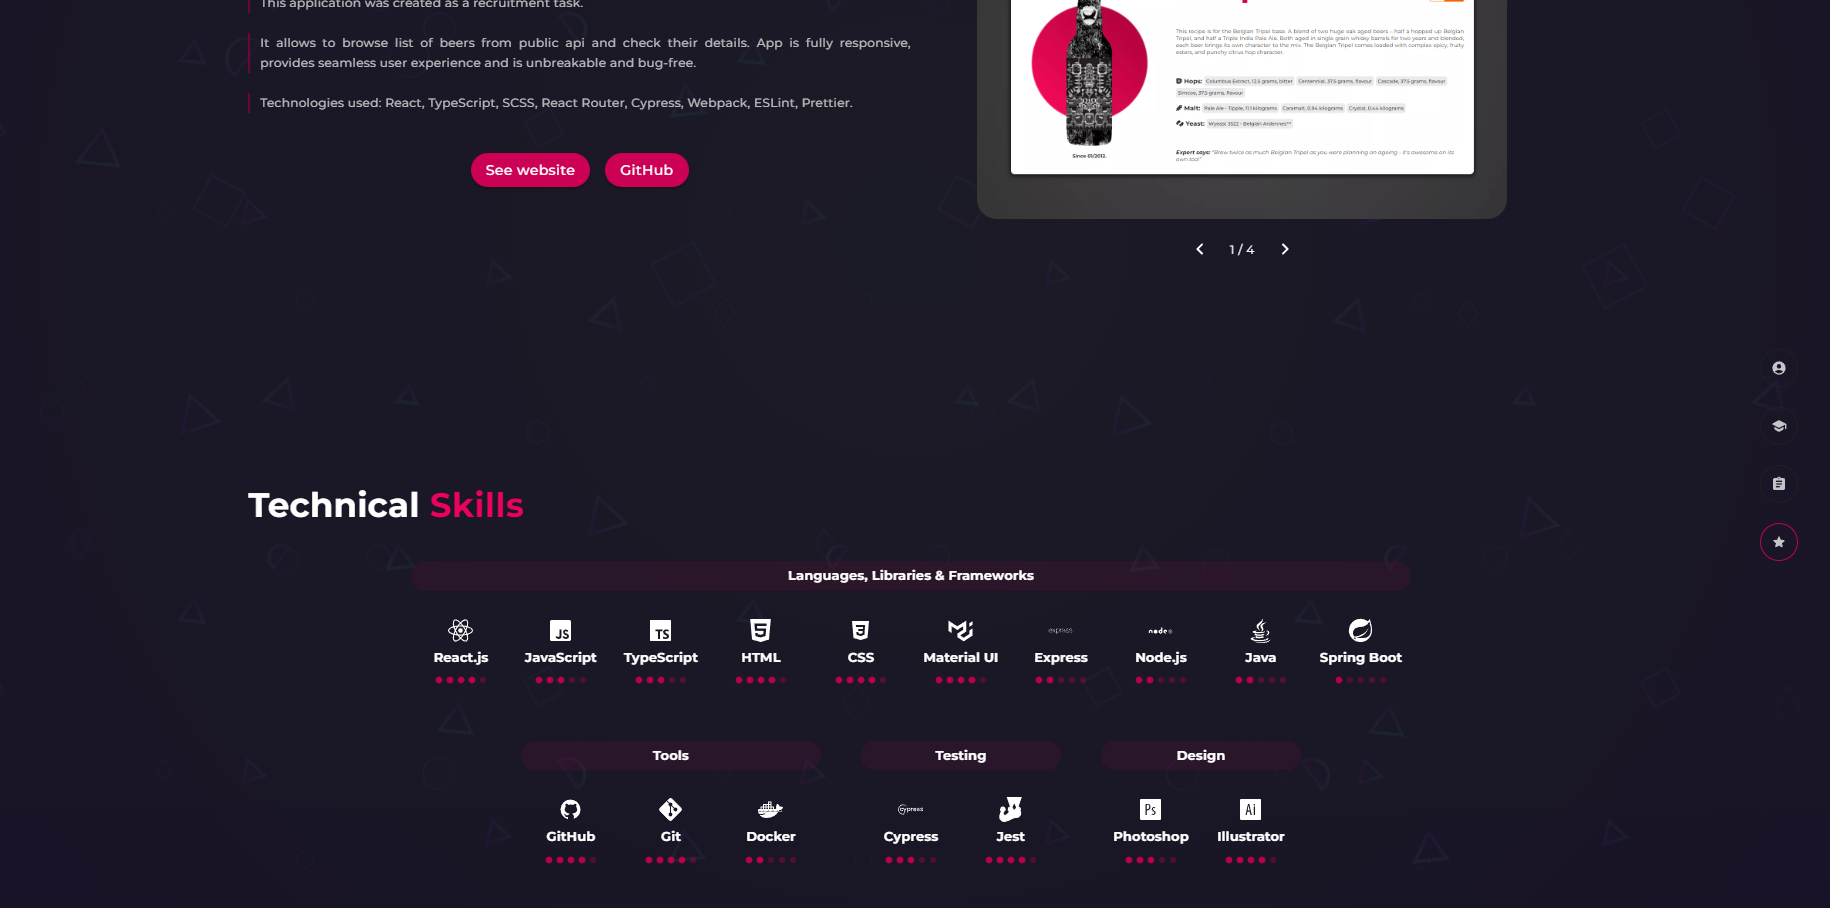 This application was created as a recruitment task.
It allows to browse list of beers from public api and check their details. App is fully responsive,
provides seamless user experience and is unbreakable and bug-free.
Technologies used: React, TypeScript, SCSS, React Router, Cypress, Webpack, ESLint, Prettier.
See website GitHub
This recipe is for the Belgian Tripel base. A blend of two huge oak aged beers - half a hopped up Belgian
Tripel, and half a Triple India Pale Ale. Both aged in single grain whisky barrels for two years and blended,
each beer brings its own character to the mix. The Belgian Tripel comes loaded with complex spicy, fruity
esters, and punchy citrus hop character.
Hops: Columbus Extract, 12.5 grams, bitter Centennial, 37.5 grams, flavour Cascade, 37.5 grams, flavour
Simcoe, 37.5 grams, flavour
Malt: Pale Ale - Tipple, 11.1 kilograms Caramalt, 0.94 kilograms Crystal, 0.44 kilograms
Yeast: Wyeast 3522 - Belgian Ardennes™
Since 01/2012.
Expert says: "Brew twice as much Belgian Tripel as you were planning on ageing - it's awesome on its
own too!"
1 / 4
Technical Skills
Languages, Libraries & Frameworks
JS TS 5 3 express node
React.js JavaScript TypeScript HTML CSS Material UI Express Node.js Java Spring Boot
Tools Testing Design
cypress Ps Ai
GitHub Git Docker Cypress Jest Photoshop Illustrator